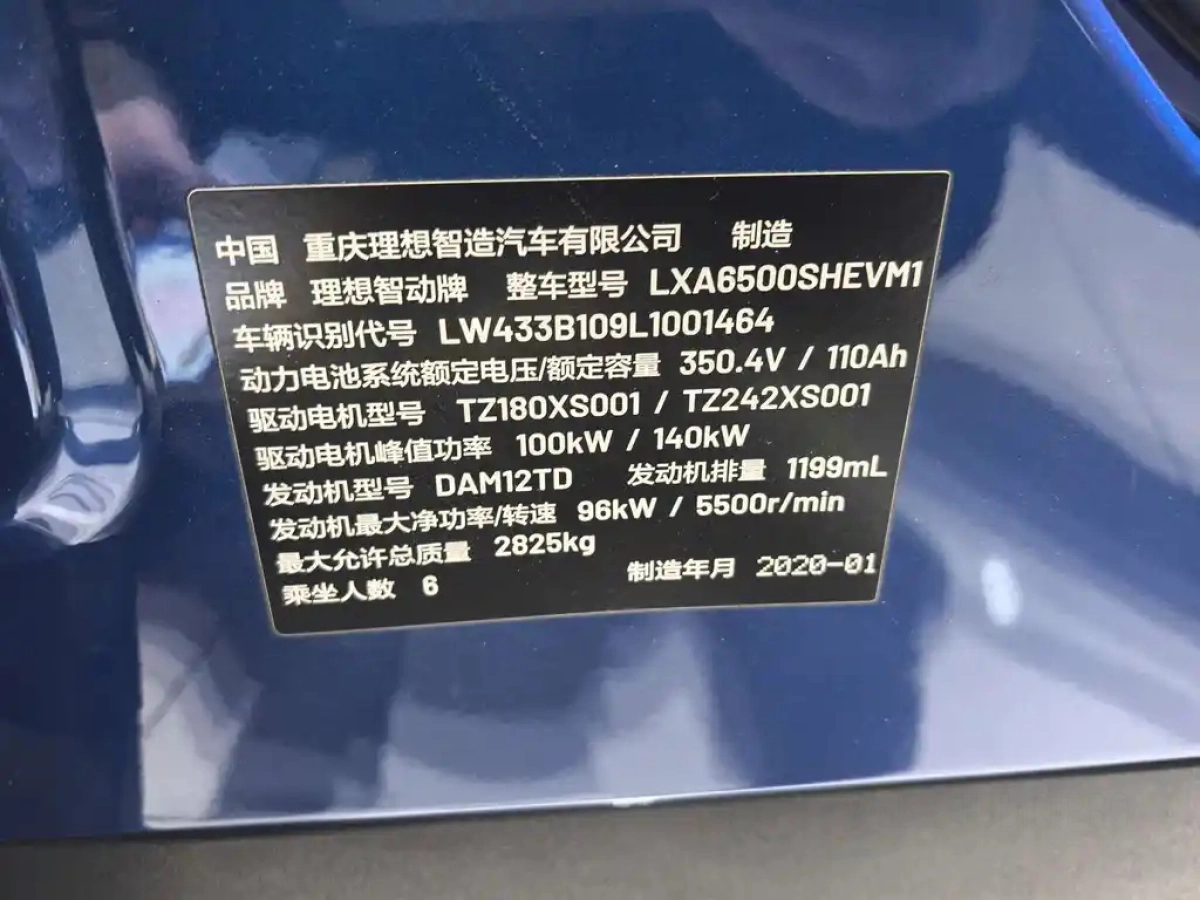 中国 重庆理想智造汽车有限公司 制造
品牌 理想智动牌 整车型号 LXA6500SHEVM1
车辆识别代号 LW433B109L1001464
动力电池系统额定电压/额定容量 350.4V / 110Ah
驱动电机型号 TZ180XS001 / TZ242XS001
驱动电机峰值功率 100kW / 140kW
发动机型号 DAM12TD 发动机排量 1199mL
发动机最大净功率/转速 96kW / 5500r/min
最大允许总质量 2825kg
乘坐人数 6 制造年月 2020-01